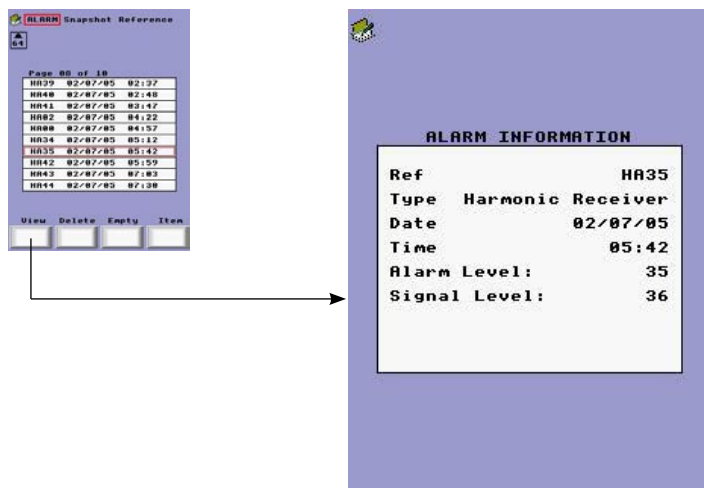 ALARM Snapshot Reference
64
Page 00 of 10
HA39 02/07/05 02:37
HA40 02/07/05 02:48
HA41 02/07/05 03:47
HA02 02/07/05 04:22
HA00 02/07/05 04:57
HA34 02/07/05 05:12
HA35 02/07/05 05:42
HA42 02/07/05 05:59
HA43 02/07/05 07:03
HA44 02/07/05 07:30
View Delete Empty Item
ALARM INFORMATION
Ref HA35
Type Harmonic Receiver
Date 02/07/05
Time 05:42
Alarm Level: 35
Signal Level: 36